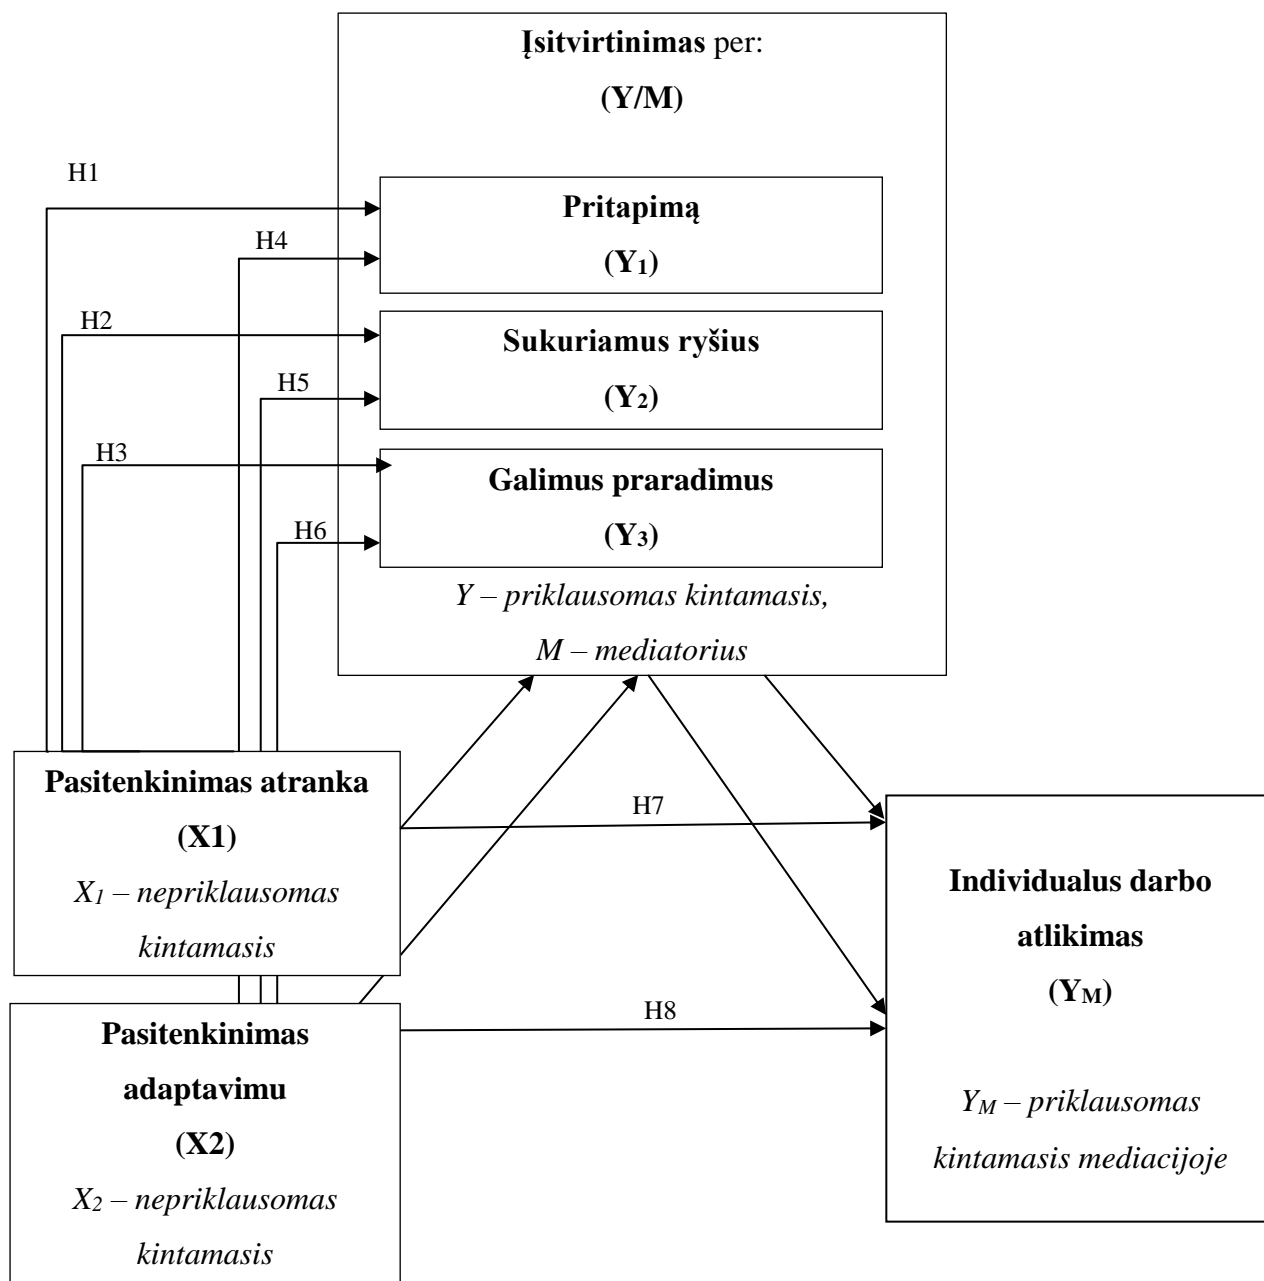 Įsitvirtinimas per:
(Y/M)
H1
Pritapimą
(Y1)
H4
H2
Sukuriamus ryšius
(Y2)
H5
H3
Galimus praradimus
(Y3)
H6
Y – priklausomas kintamasis,
M – mediatorius
Pasitenkinimas atranka
(X1)
X1 – nepriklausomas
kintamasis
H7
Individualus darbo
atlikimas
(YM)
YM – priklausomas
kintamasis mediacijoje
H8
Pasitenkinimas
adaptavimu
(X2)
X2 – nepriklausomas
kintamasis